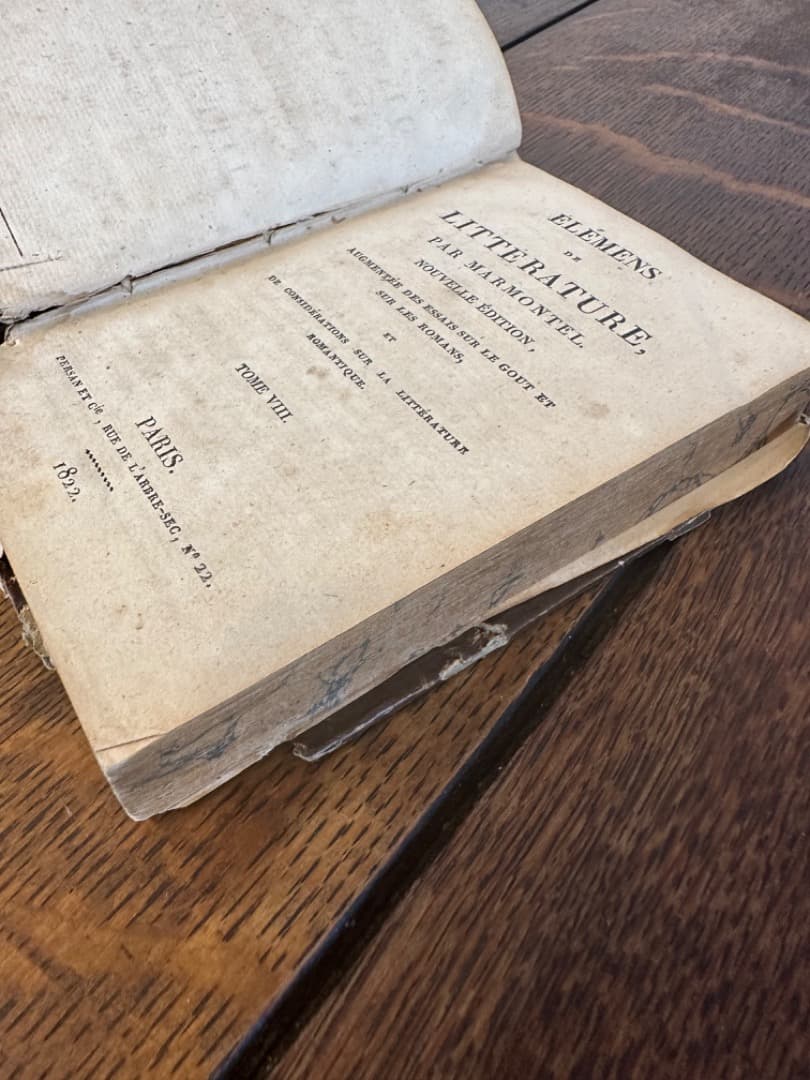 ÉLÉMENS
DE
LITTÉRATURE,
PAR MARMONTEL.
NOUVELLE ÉDITION,
AUGMENTÉE DES ESSAIS SUR LE GOUT ET
SUR LES ROMANS,
ET
DE CONSIDÉRATIONS SUR LA LITTÉRATURE
ROMANTIQUE.
TOME VIII.
PARIS.
PERSAN ET Cie, RUE DE L'ARBRE-SEC, No 22.
1822.